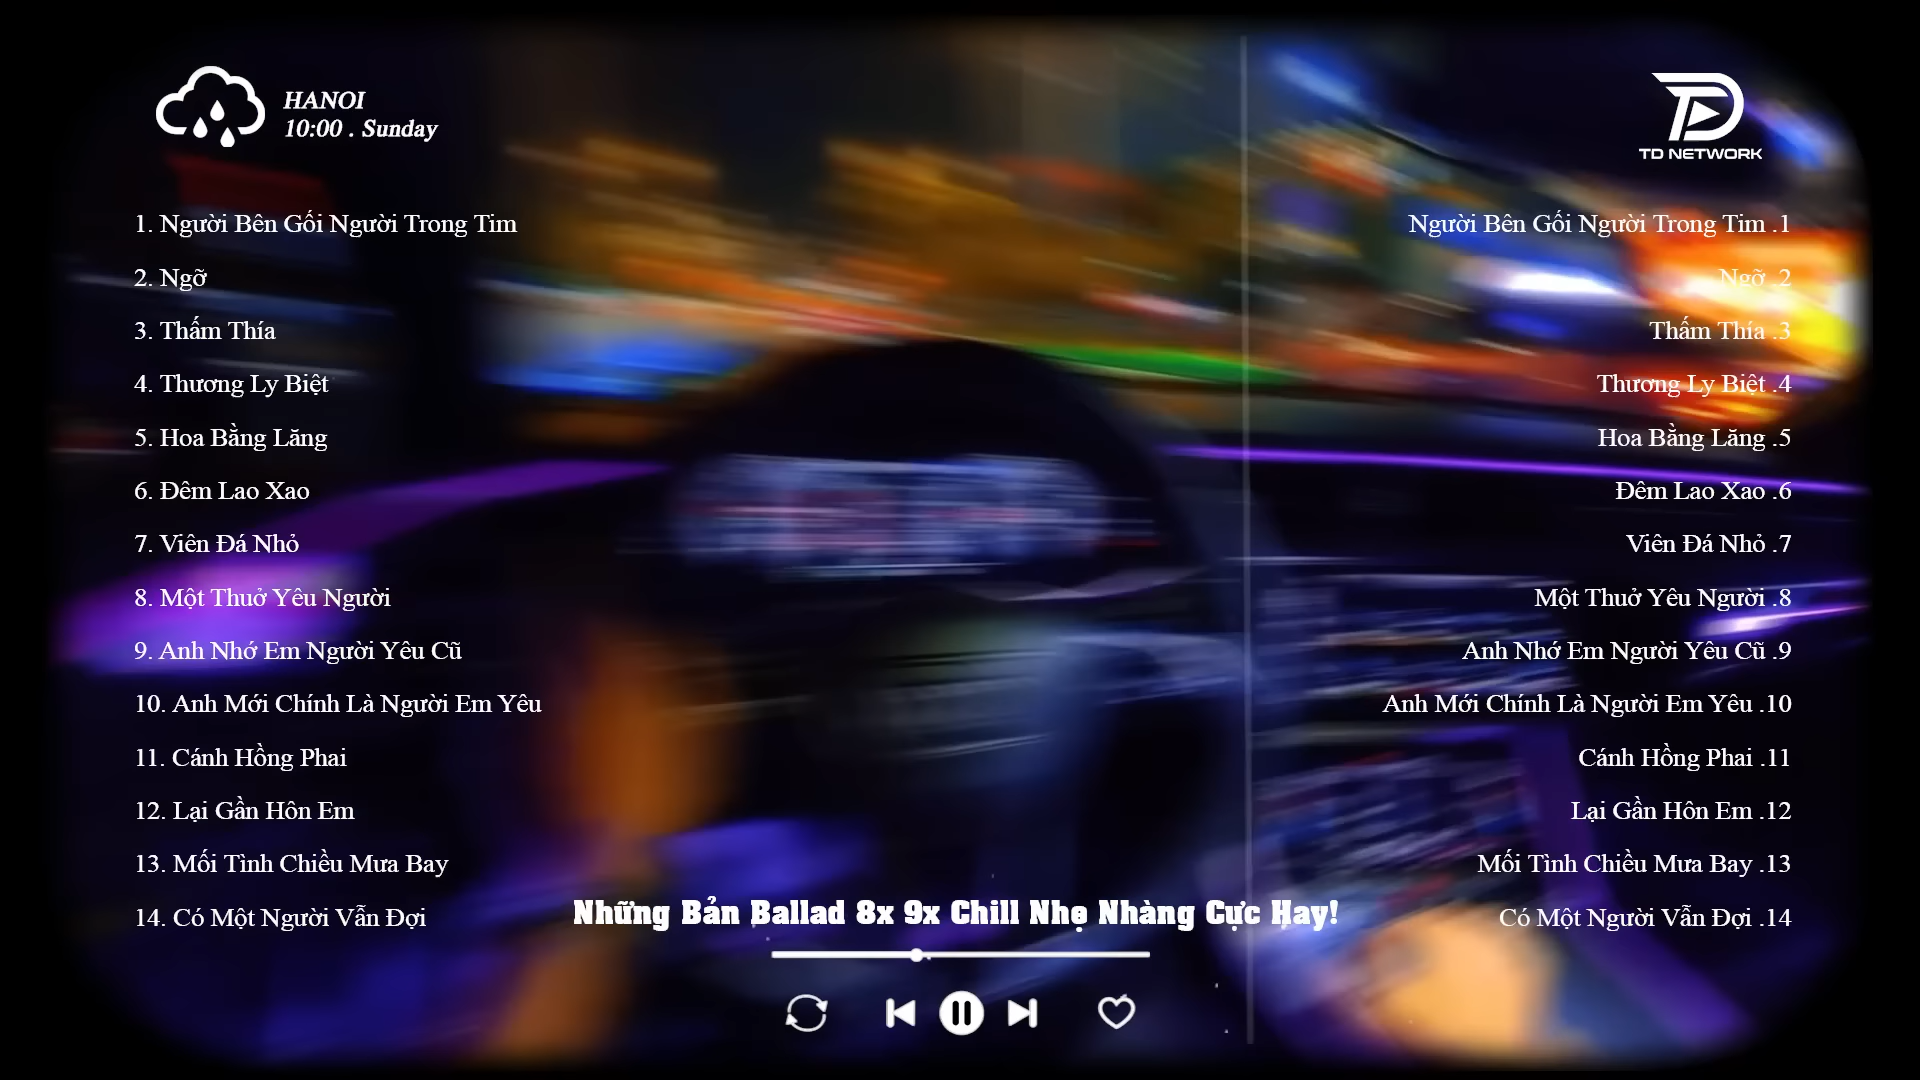 HANOI
10:00 . Sunday
TD NETWORK
1. Người Bên Gối Người Trong Tim
2. Ngỡ
3. Thấm Thía
4. Thương Ly Biệt
5. Hoa Bằng Lăng
6. Đêm Lao Xao
7. Viên Đá Nhỏ
8. Một Thuở Yêu Người
9. Anh Nhớ Em Người Yêu Cũ
10. Anh Mới Chính Là Người Em Yêu
11. Cánh Hồng Phai
12. Lại Gần Hôn Em
13. Mối Tình Chiều Mưa Bay
14. Có Một Người Vẫn Đợi
Người Bên Gối Người Trong Tim .1
Ngỡ .2
Thấm Thía .3
Thương Ly Biệt .4
Hoa Bằng Lăng .5
Đêm Lao Xao .6
Viên Đá Nhỏ .7
Một Thuở Yêu Người .8
Anh Nhớ Em Người Yêu Cũ .9
Anh Mới Chính Là Người Em Yêu .10
Cánh Hồng Phai .11
Lại Gần Hôn Em .12
Mối Tình Chiều Mưa Bay .13
Có Một Người Vẫn Đợi .14
Những Bản Ballad 8x 9x Chill Nhẹ Nhàng Cực Hay!